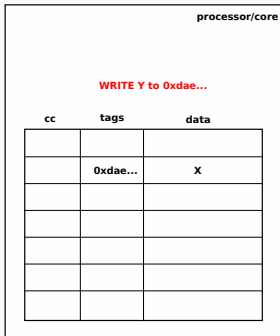 processor/core
WRITE Y to 0xdae...
cc tags data
0xdae... X